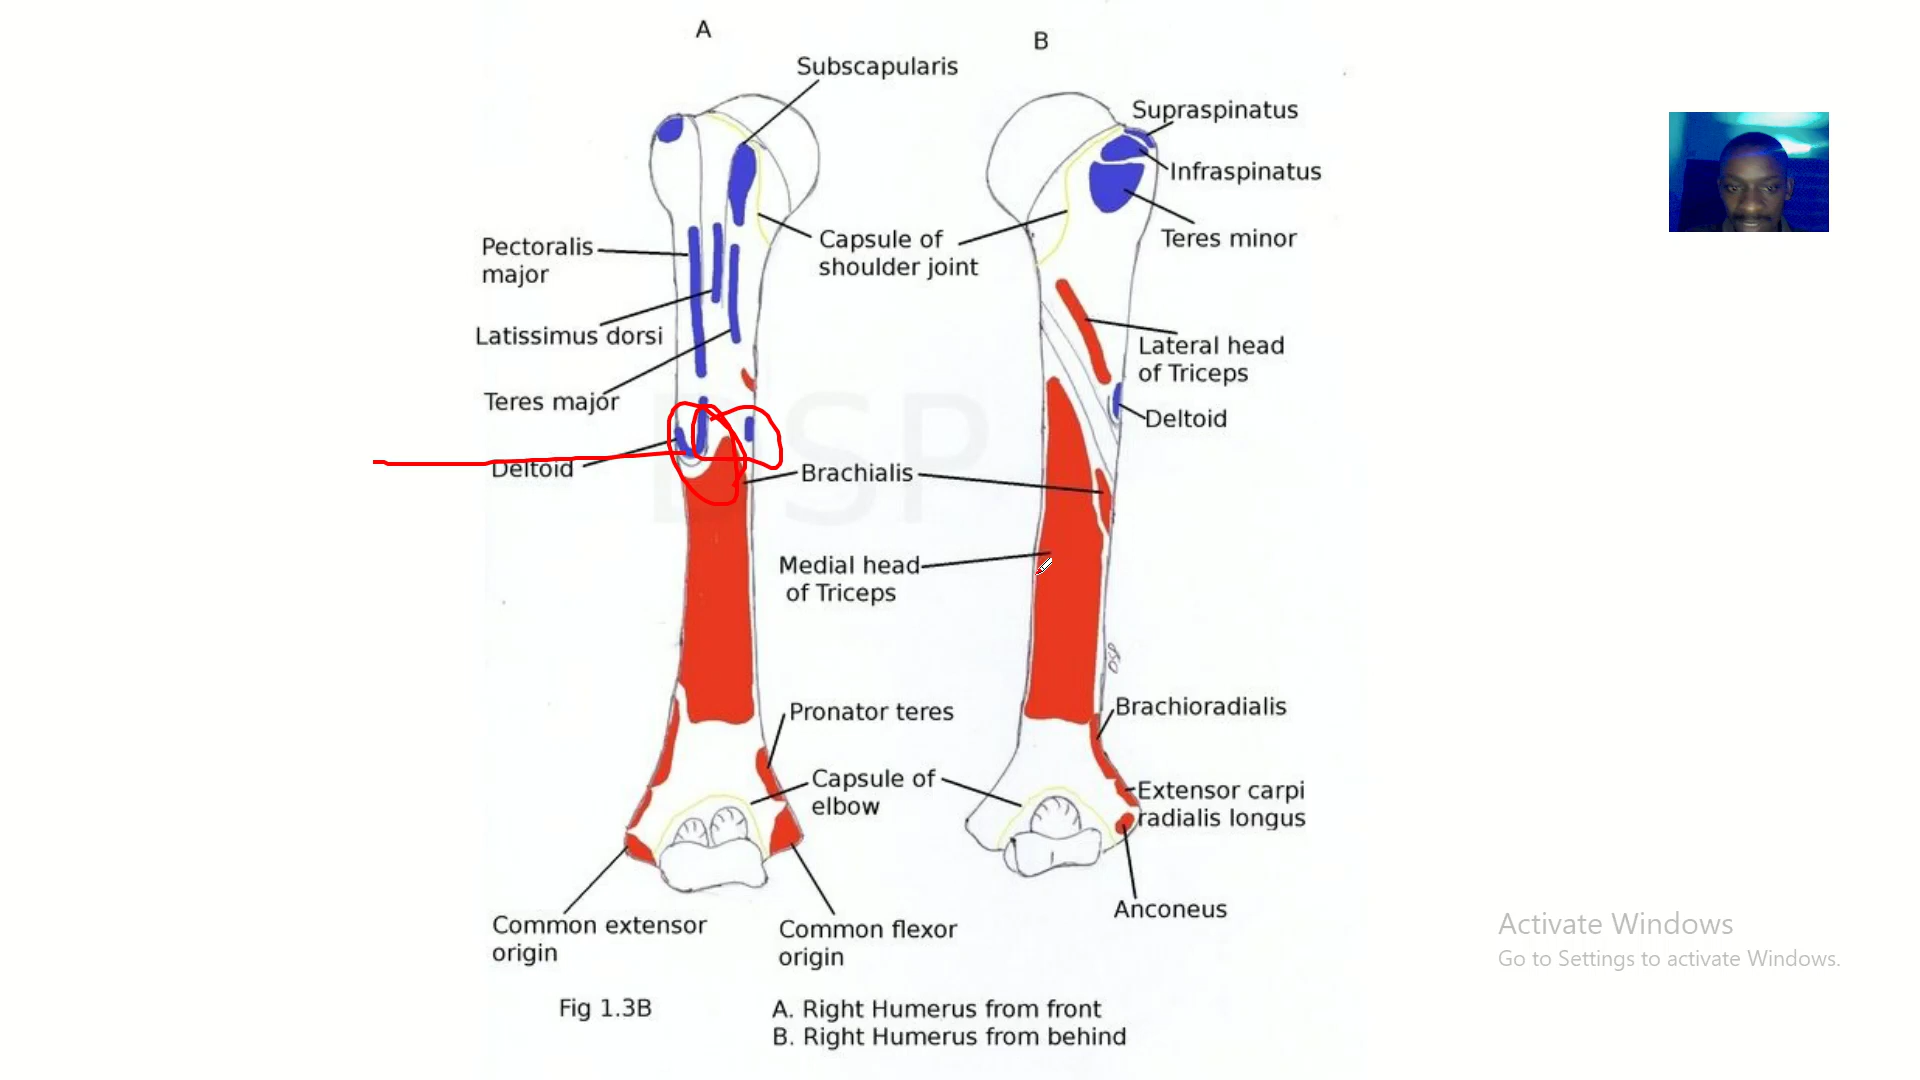 A
B
Subscapularis
Supraspinatus
Infraspinatus
Teres minor
Pectoralis
major
Capsule of
shoulder joint
Latissimus dorsi
Lateral head
of Triceps
Teres major
Deltoid
Deltoid
Brachialis
DSP
Medial head
of Triceps
DSP
Pronator teres
Brachioradialis
Capsule of
elbow
Extensor carpi
radialis longus
Anconeus
Common extensor
origin
Common flexor
origin
Fig 1.3B
A. Right Humerus from front
B. Right Humerus from behind
Activate Windows
Go to Settings to activate Windows.